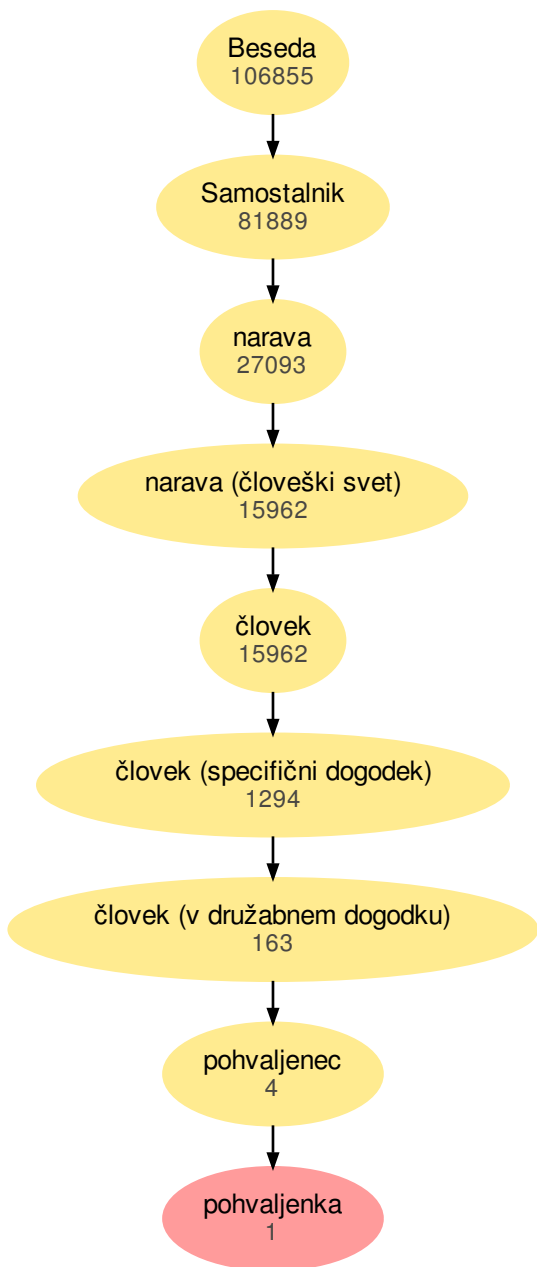 Beseda
106855
Samostalnik
81889
narava
27093
narava (človeški svet)
15962
človek
15962
človek (specifični dogodek)
1294
človek (v družabnem dogodku)
163
pohvaljenec
4
pohvaljenka
1